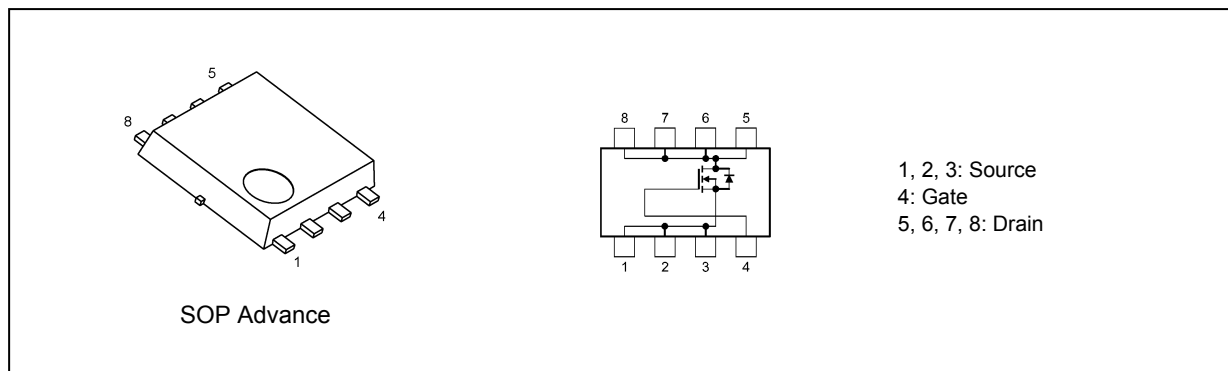 5
8
4
1
SOP Advance
8 7 6 5
1 2 3 4
1, 2, 3: Source
4: Gate
5, 6, 7, 8: Drain